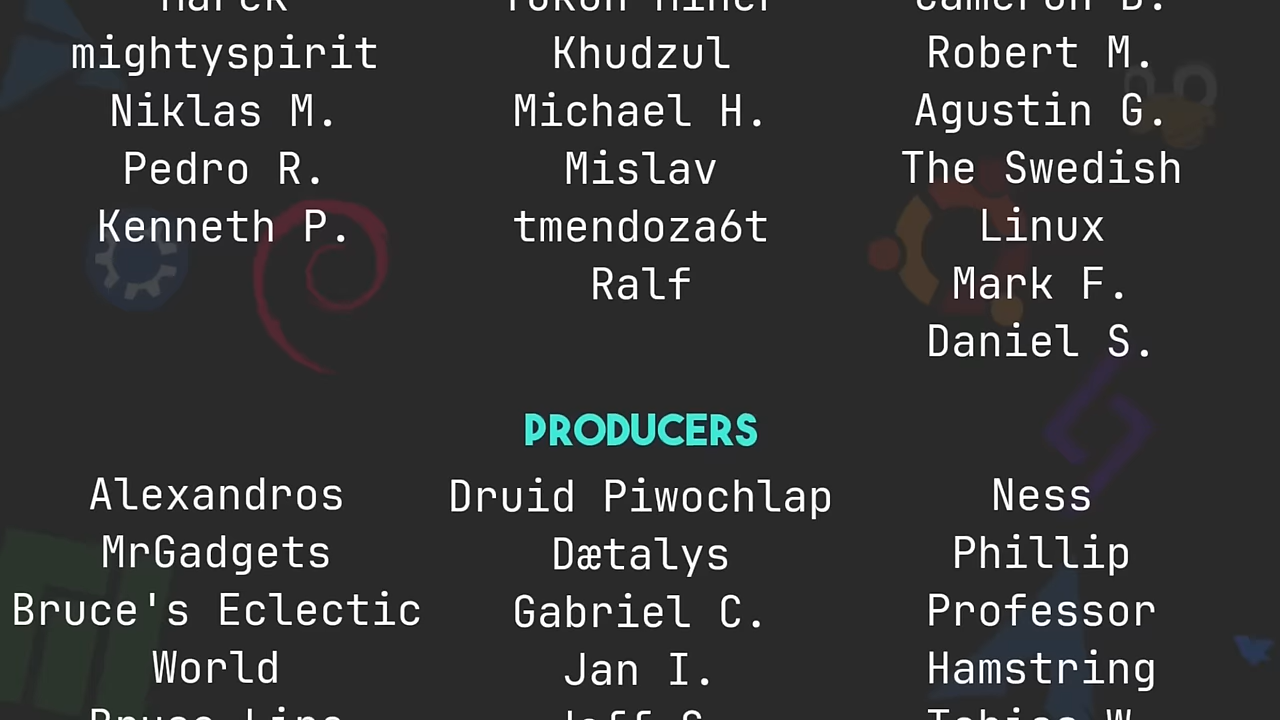 mightyspirit
Niklas M.
Pedro R.
Kenneth P.
Khudzul
Michael H.
Mislav
tmendoza6t
Ralf
Robert M.
Agustin G.
The Swedish
Linux
Mark F.
Daniel S.
PRODUCERS
Alexandros
MrGadgets
Bruce's Eclectic
World
Druid Piwochlap
Dætalys
Gabriel C.
Jan I.
Ness
Phillip
Professor
Hamstring